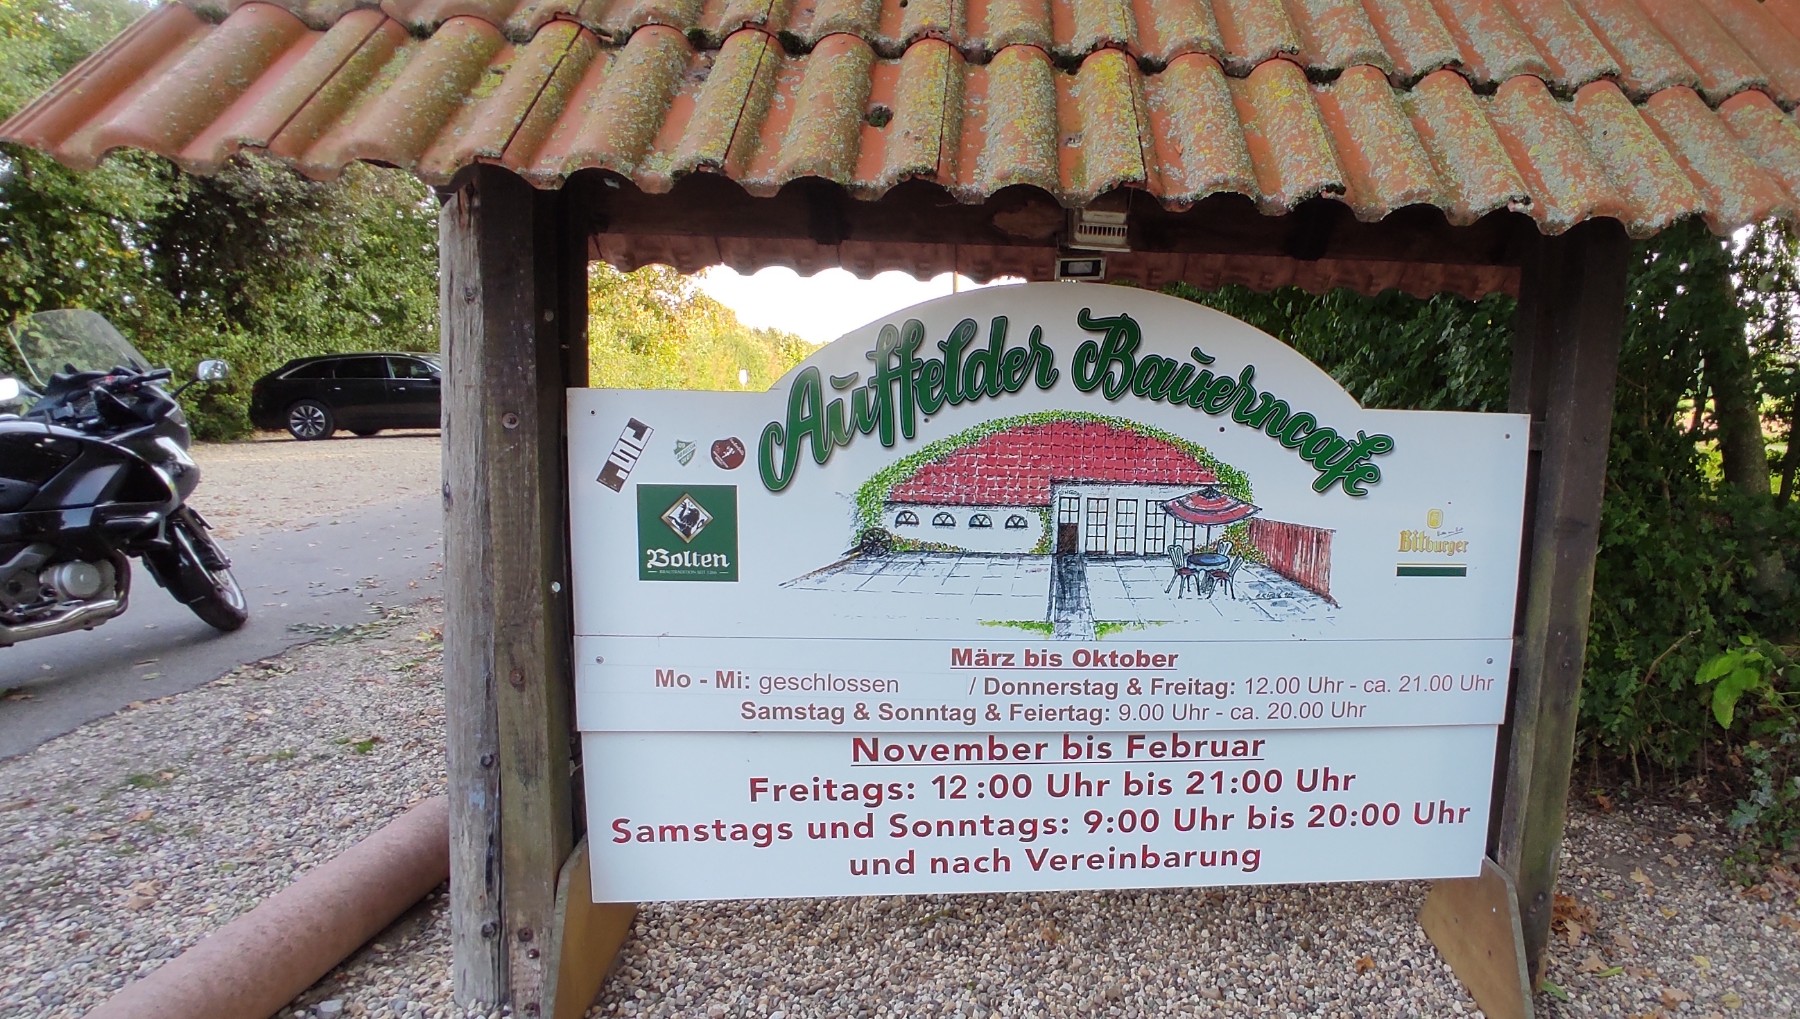 Auffelder Bauerncafe
Bolten
Bitburger
März bis Oktober
Mo - Mi: geschlossen / Donnerstag & Freitag: 12.00 Uhr - ca. 21.00 Uhr
Samstag & Sonntag & Feiertag: 9.00 Uhr - ca. 20.00 Uhr
November bis Februar
Freitags: 12:00 Uhr bis 21:00 Uhr
Samstags und Sonntags: 9:00 Uhr bis 20:00 Uhr
und nach Vereinbarung